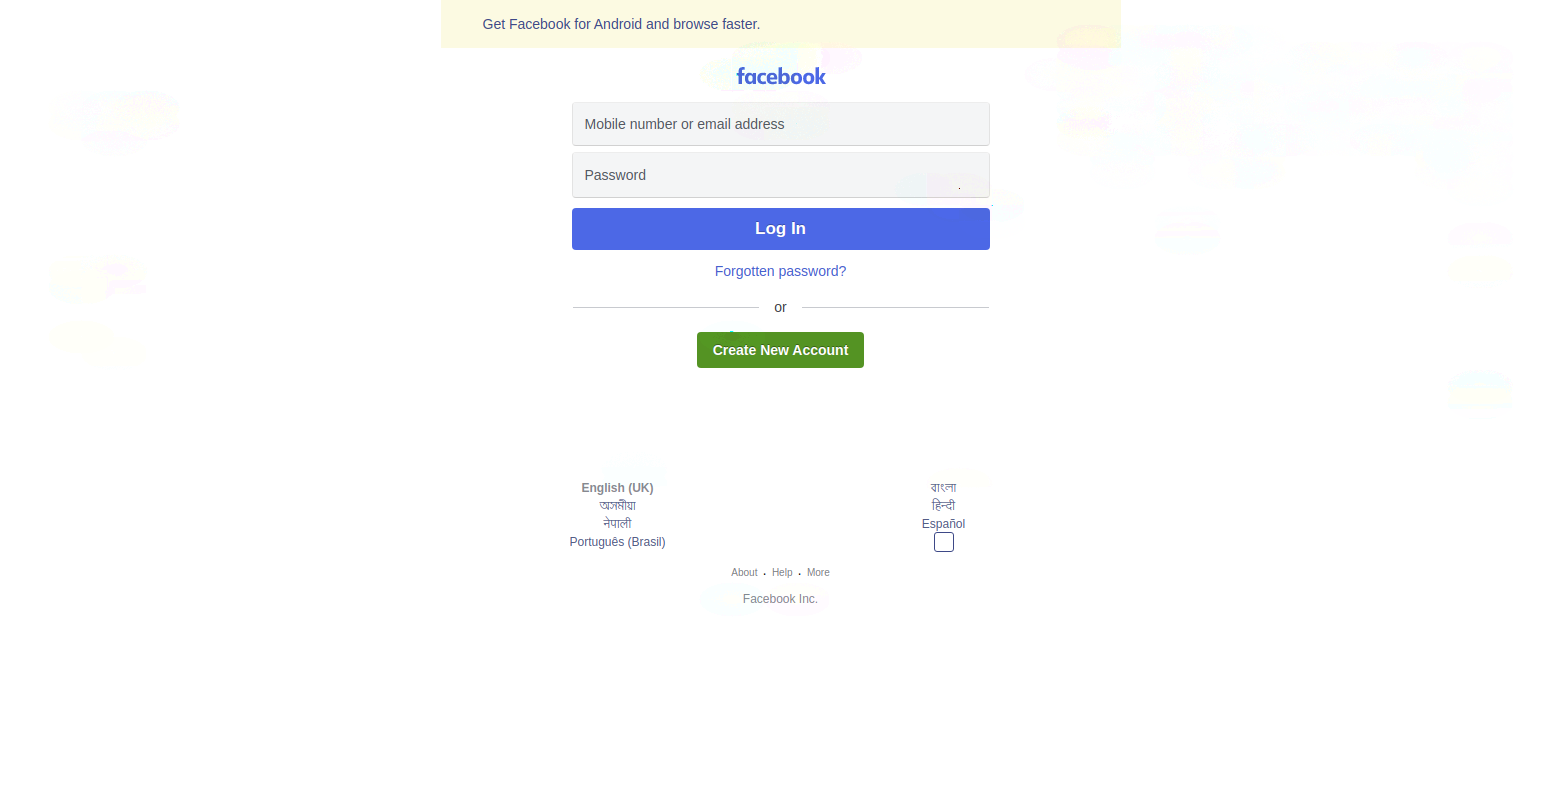 Get Facebook for Android and browse faster.
facebook
Mobile number or email address
Password
Log In
Forgotten password?
or
Create New Account
English (UK)
অসমীয়া
नेपाली
Português (Brasil)
বাংলা
हिन्दी
Español
About · Help · More
Facebook Inc.